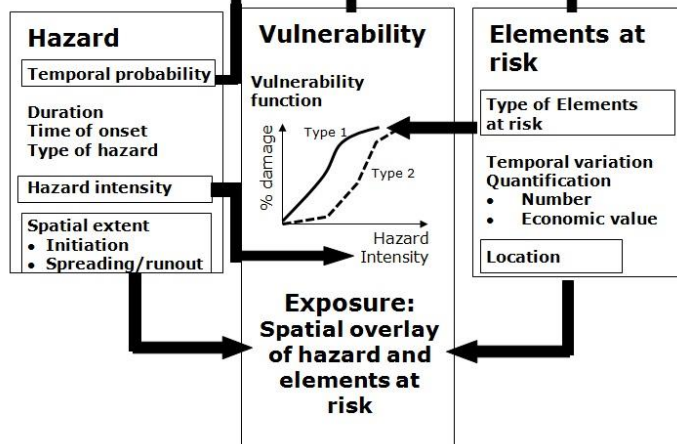 Hazard
Temporal probability
Duration
Time of onset
Type of hazard
Hazard intensity
Spatial extent
• Initiation
• Spreading/runout
Vulnerability
Vulnerability
function
% damage
Type 1
Type 2
Hazard
Intensity
Exposure:
Spatial overlay
of hazard and
elements at
risk
Elements at
risk
Type of Elements
at risk
Temporal variation
Quantification
• Number
• Economic value
Location